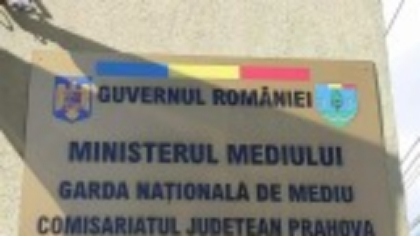 GUVERNUL ROMÂNIEI
MINISTERUL MEDIULUI
GARDA NAȚIONALĂ DE MEDIU
COMISARIATUL JUDEȚEAN PRAHOVA